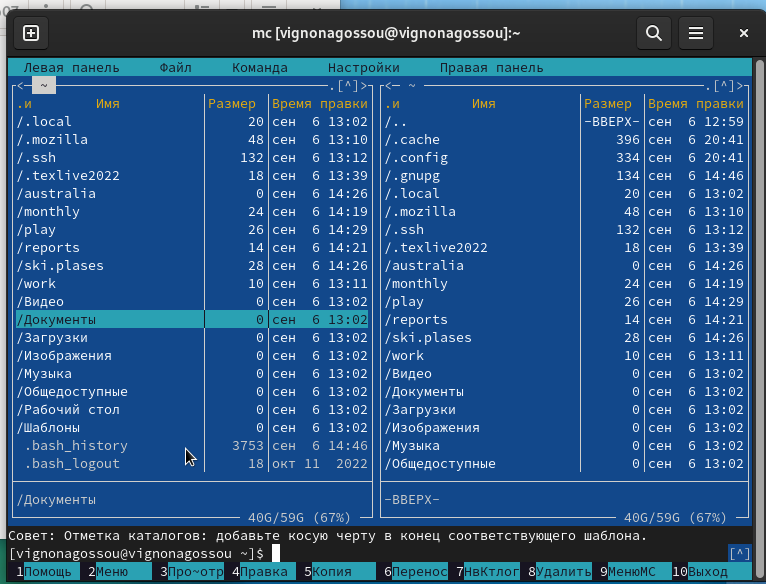 mc [vignonagossou@vignonagossou]:~
Левая панель Файл Команда Настройки Правая панель
<— ~ .[^]> <— ~ .[^]>
.и Имя Размер Время правки .и Имя Размер Время правки
/.local 20 сен 6 13:02 /.. -ВВЕРХ- сен 6 12:59
/.mozilla 48 сен 6 13:10 /.cache 396 сен 6 20:41
/.ssh 132 сен 6 13:12 /.config 334 сен 6 20:41
/.texlive2022 18 сен 6 13:39 /.gnupg 134 сен 6 14:46
/australia 0 сен 6 14:26 /.local 20 сен 6 13:02
/monthly 24 сен 6 14:19 /.mozilla 48 сен 6 13:10
/play 26 сен 6 14:29 /.ssh 132 сен 6 13:12
/reports 14 сен 6 14:21 /.texlive2022 18 сен 6 13:39
/ski.plases 28 сен 6 14:26 /australia 0 сен 6 14:26
/work 10 сен 6 13:11 /monthly 24 сен 6 14:19
/Видео 0 сен 6 13:02 /play 26 сен 6 14:29
/Документы 0 сен 6 13:02 /reports 14 сен 6 14:21
/Загрузки 0 сен 6 13:02 /ski.plases 28 сен 6 14:26
/Изображения 0 сен 6 13:02 /work 10 сен 6 13:11
/Музыка 0 сен 6 13:02 /Видео 0 сен 6 13:02
/Общедоступные 0 сен 6 13:02 /Документы 0 сен 6 13:02
/Рабочий стол 0 сен 6 13:02 /Загрузки 0 сен 6 13:02
/Шаблоны 0 сен 6 13:02 /Изображения 0 сен 6 13:02
.bash_history 3753 сен 6 14:46 /Музыка 0 сен 6 13:02
.bash_logout 18 окт 11 2022 /Общедоступные 0 сен 6 13:02
/Документы -ВВЕРХ-
40G/59G (67%) 40G/59G (67%)
Совет: Отметка каталогов: добавьте косую черту в конец соответствующего шаблона.
[vignonagossou@vignonagossou ~]$ [^]
1Помощь 2Меню 3Про~отр 4Правка 5Копия 6Перенос 7НвКтлог 8Удалить 9МенюМС 10Выход